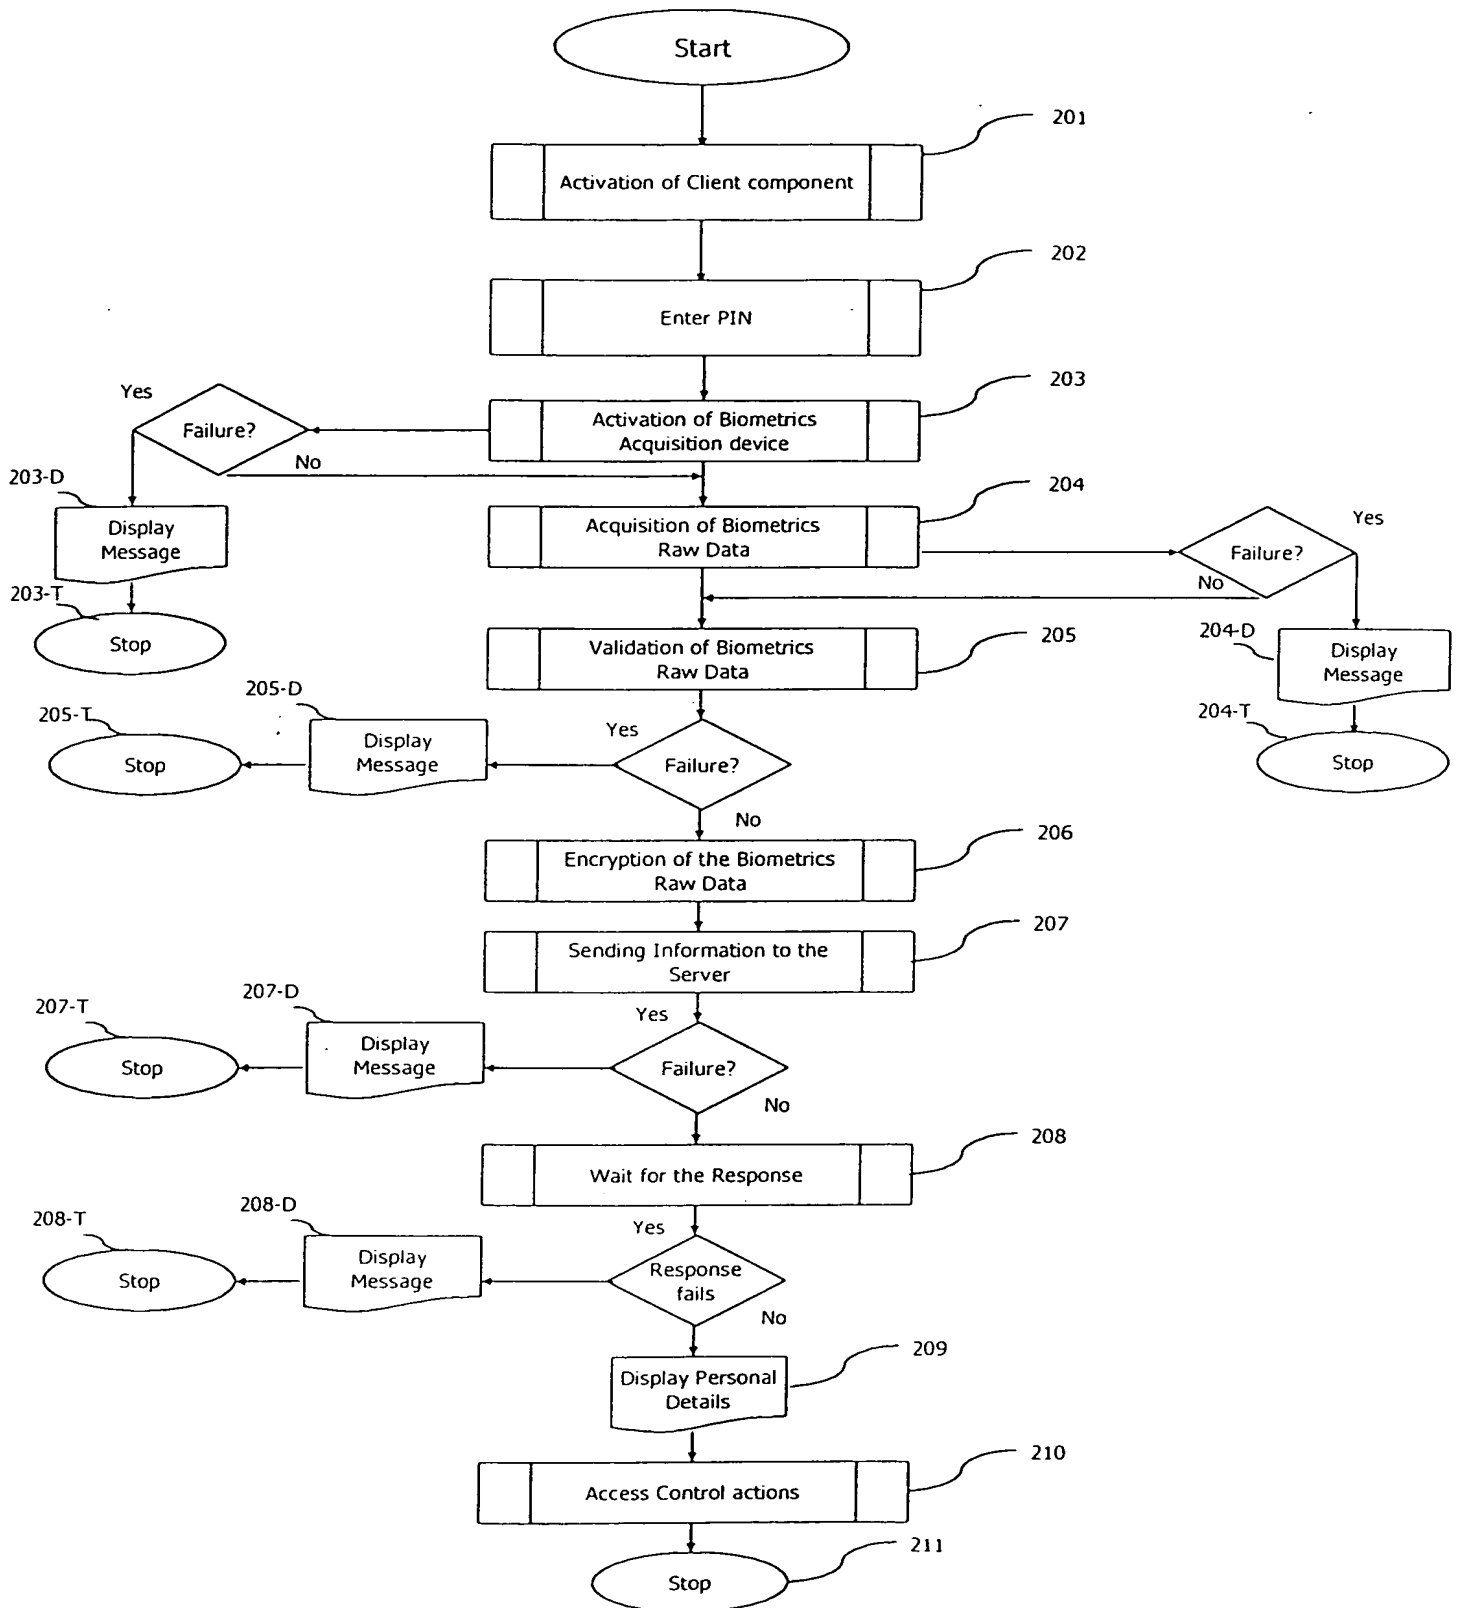 Start
201
Activation of Client component
202
Enter PIN
203
Yes
Activation of Biometrics
Acquisition device
Failure?
No
203-D
204
Display
Message
Acquisition of Biometrics
Raw Data
Yes
Failure?
No
203-T
Stop
205
Validation of Biometrics
Raw Data
204-D
Display
Message
205-D
204-T
205-T
Yes
Display
Message
Stop
Failure?
Stop
No
206
Encryption of the Biometrics
Raw Data
207
Sending Information to the
Server
207-D
207-T
Yes
Display
Message
Stop
Failure?
No
208
Wait for the Response
208-D
208-T
Yes
Display
Message
Stop
Response
fails
No
209
Display Personal
Details
210
Access Control actions
211
Stop